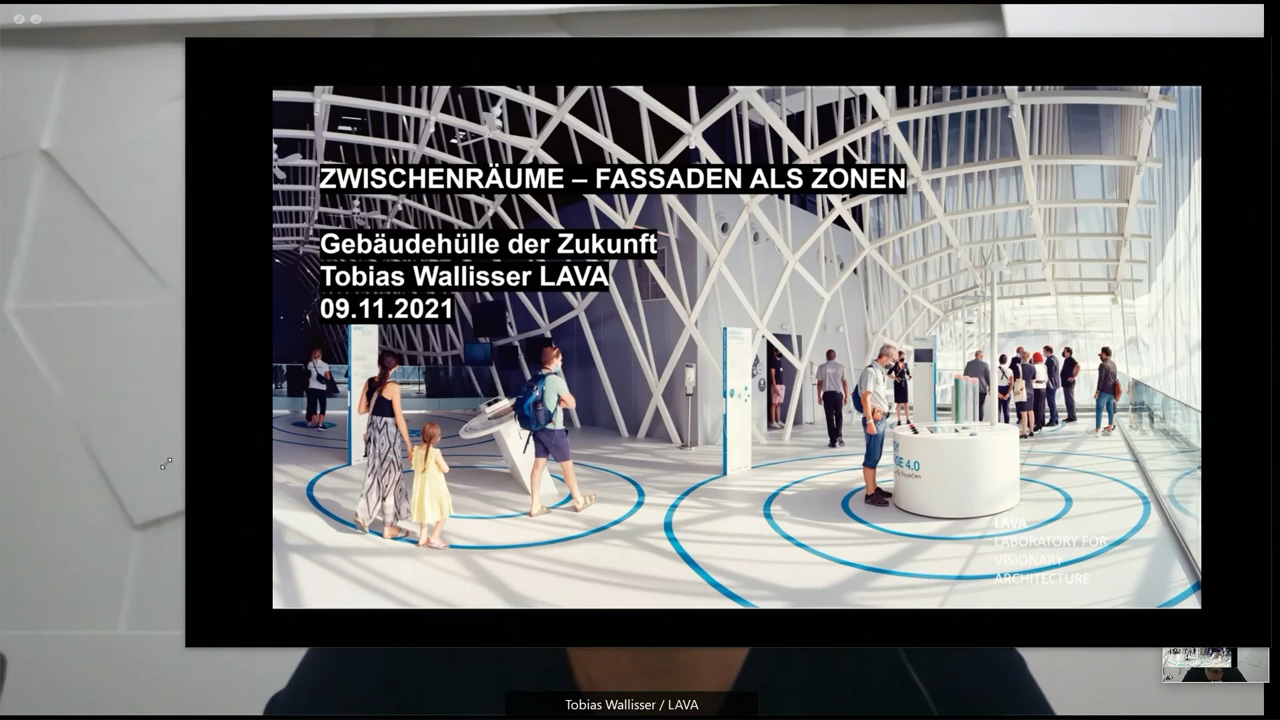 ZWISCHENRÄUME – FASSADEN ALS ZONEN
Gebäudehülle der Zukunft
Tobias Wallisser LAVA
09.11.2021
GE 4.0
LAVA
LABORATORY FOR
VISIONARY
ARCHITECTURE
Tobias Wallisser / LAVA